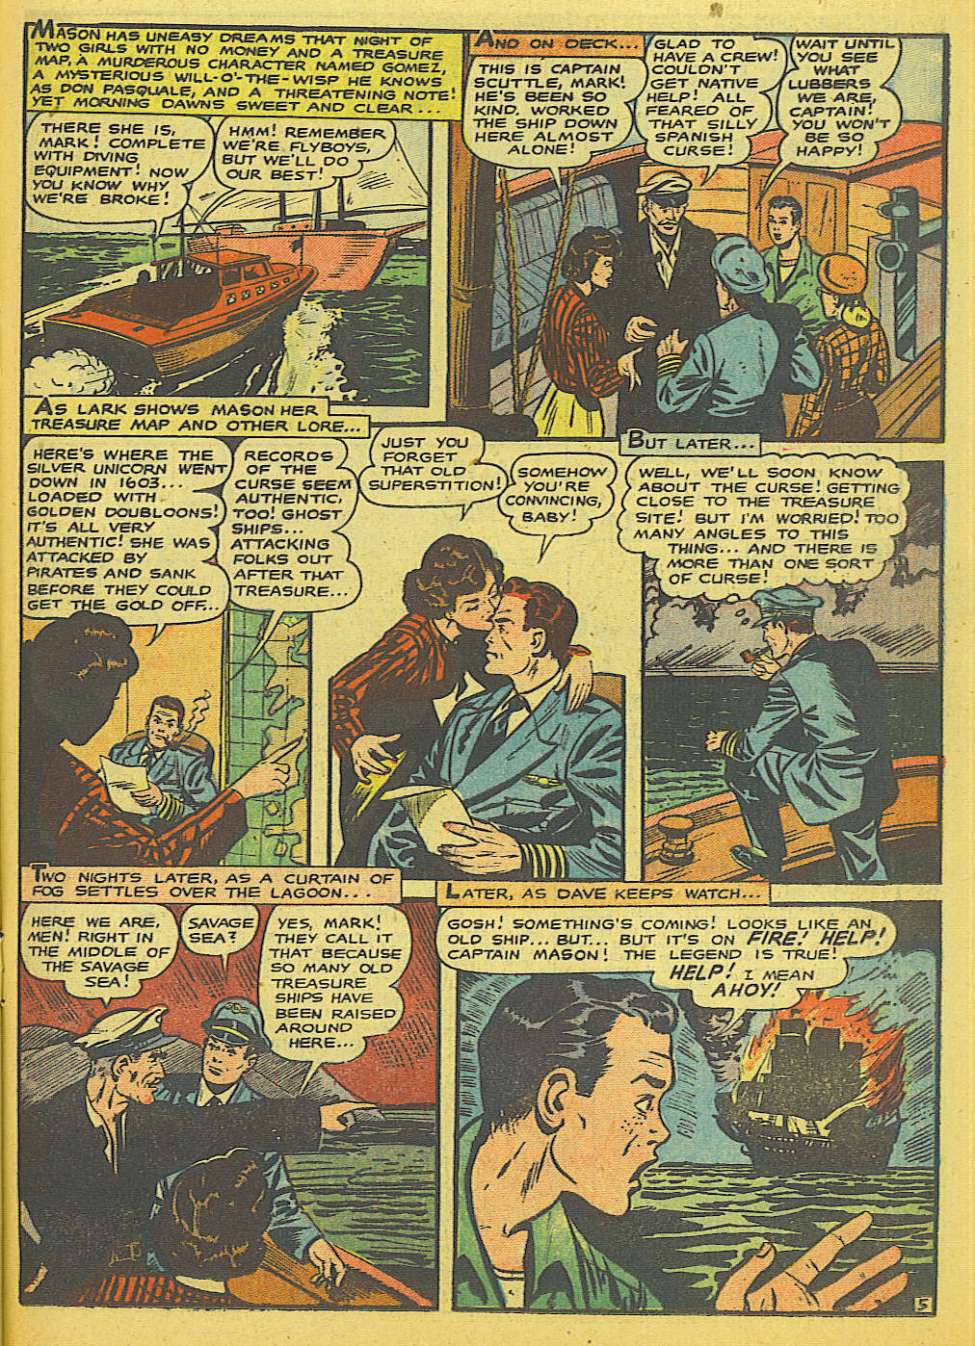 MASON HAS UNEASY DREAMS THAT NIGHT OF
TWO GIRLS WITH NO MONEY AND A TREASURE
MAP, A MURDEROUS CHARACTER NAMED GOMEZ,
A MYSTERIOUS WILL-O'-THE-WISP HE KNOWS
AS DON PASQUALE, AND A THREATENING NOTE!
YET MORNING DAWNS SWEET AND CLEAR...
THERE SHE IS,
MARK! COMPLETE
WITH DIVING
EQUIPMENT! NOW
YOU KNOW WHY
WE'RE BROKE!
HMM! REMEMBER
WE'RE FLYBOYS,
BUT WE'LL DO
OUR BEST!
AND ON DECK...
THIS IS CAPTAIN
SCUTTLE, MARK!
HE'S BEEN SO
KIND. WORKED
THE SHIP DOWN
HERE ALMOST
ALONE!
GLAD TO
HAVE A CREW!
COULDN'T
GET NATIVE
HELP! ALL
FEARED OF
THAT SILLY
SPANISH
CURSE!
WAIT UNTIL
YOU SEE
WHAT
LUBBERS
WE ARE,
CAPTAIN!
YOU WON'T
BE SO
HAPPY!
AS LARK SHOWS MASON HER
TREASURE MAP AND OTHER LORE...
HERE'S WHERE THE
SILVER UNICORN WENT
DOWN IN 1603...
LOADED WITH
GOLDEN DOUBLOONS!
IT'S ALL VERY
AUTHENTIC! SHE WAS
ATTACKED BY
PIRATES AND SANK
BEFORE THEY COULD
GET THE GOLD OFF...
RECORDS
OF THE
CURSE SEEM
AUTHENTIC,
TOO! GHOST
SHIPS...
ATTACKING
FOLKS OUT
AFTER THAT
TREASURE...
JUST YOU
FORGET
THAT OLD
SUPERSTITION!
SOMEHOW
YOU'RE
CONVINCING,
BABY!
BUT LATER...
WELL, WE'LL SOON KNOW
ABOUT THE CURSE! GETTING
CLOSE TO THE TREASURE
SITE! BUT I'M WORRIED! TOO
MANY ANGLES TO THIS
THING... AND THERE IS
MORE THAN ONE SORT
OF CURSE!
TWO NIGHTS LATER, AS A CURTAIN OF
FOG SETTLES OVER THE LAGOON...
HERE WE ARE,
MEN! RIGHT IN
THE MIDDLE OF
THE SAVAGE
SEA!
SAVAGE
SEA?
YES, MARK!
THEY CALL IT
THAT BECAUSE
SO MANY OLD
TREASURE
SHIPS HAVE
BEEN RAISED
AROUND
HERE...
LATER, AS DAVE KEEPS WATCH...
GOSH! SOMETHING'S COMING! LOOKS LIKE AN
OLD SHIP... BUT... BUT IT'S ON FIRE! HELP!
CAPTAIN MASON! THE LEGEND IS TRUE!
HELP! I MEAN
AHOY!
5